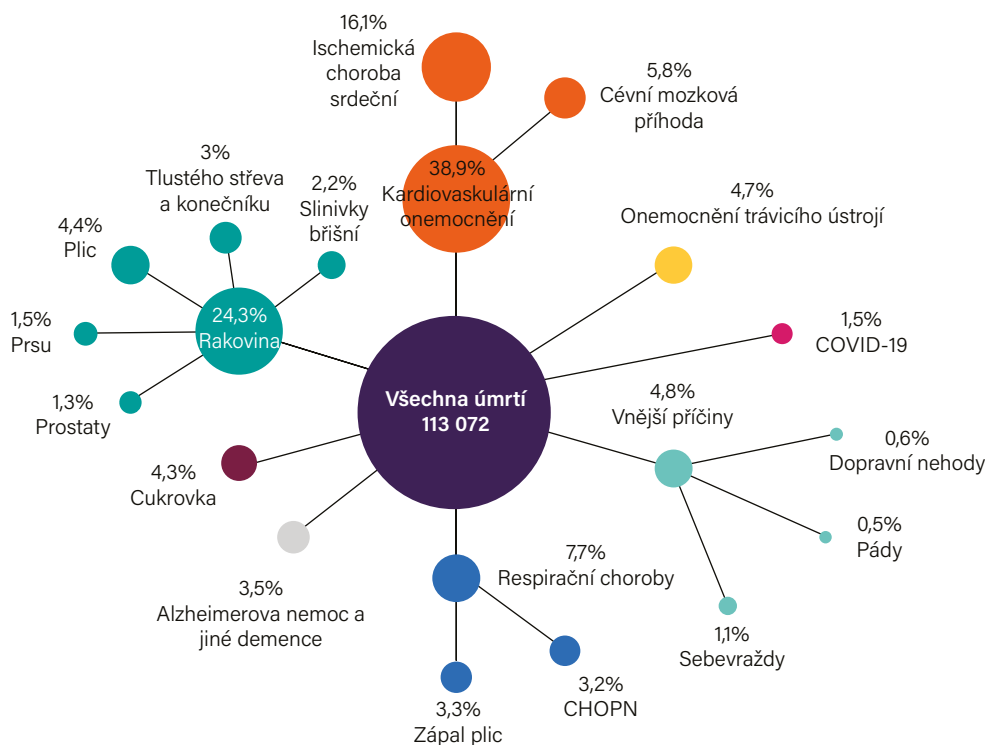 16,1%
Ischemická
choroba
srdeční
5,8%
Cévní mozková
příhoda
38,9%
Kardiovaskulární
onemocnění
3%
Tlustého střeva
a konečníku
2,2%
Slinivky
břišní
4,4%
Plic
1,5%
Prsu
24,3%
Rakovina
1,3%
Prostaty
4,7%
Onemocnění trávicího ústrojí
1,5%
COVID-19
Všechna úmrtí
113 072
4,8%
Vnější příčiny
0,6%
Dopravní nehody
0,5%
Pády
1,1%
Sebevraždy
4,3%
Cukrovka
3,5%
Alzheimerova nemoc a
jiné demence
7,7%
Respirační choroby
3,2%
CHOPN
3,3%
Zápal plic